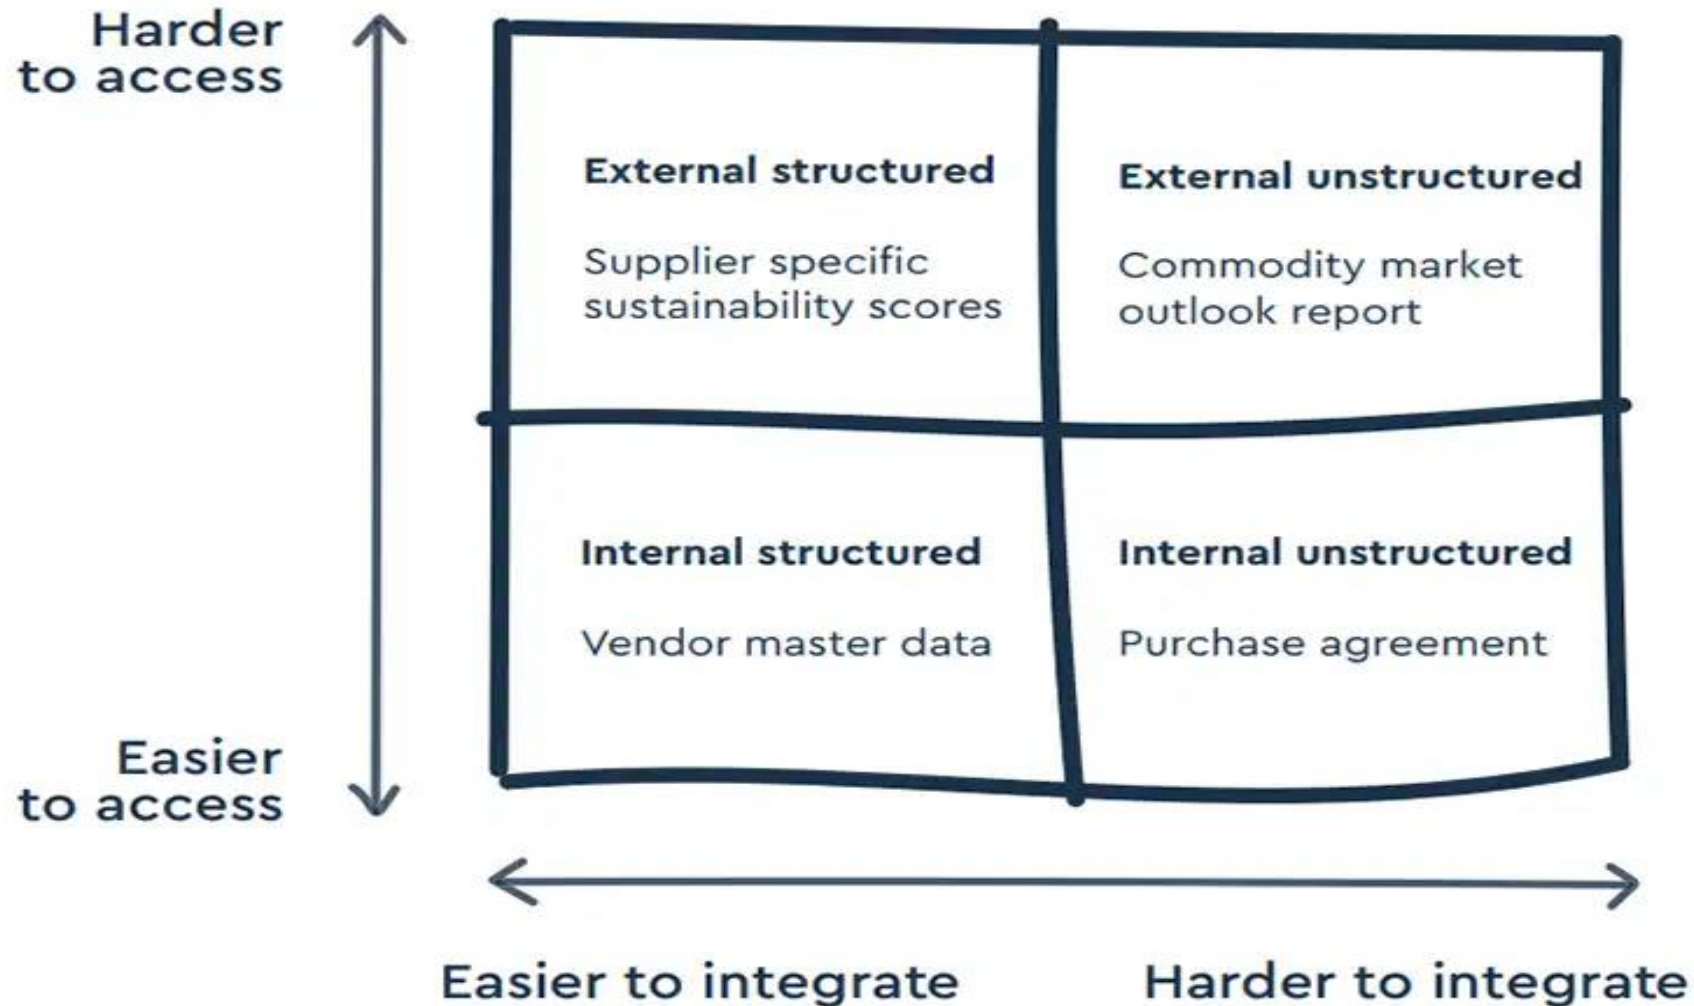 Harder
to access
External structured
Supplier specific
sustainability scores
External unstructured
Commodity market
outlook report
Internal structured
Vendor master data
Internal unstructured
Purchase agreement
Easier
to access
Easier to integrate
Harder to integrate